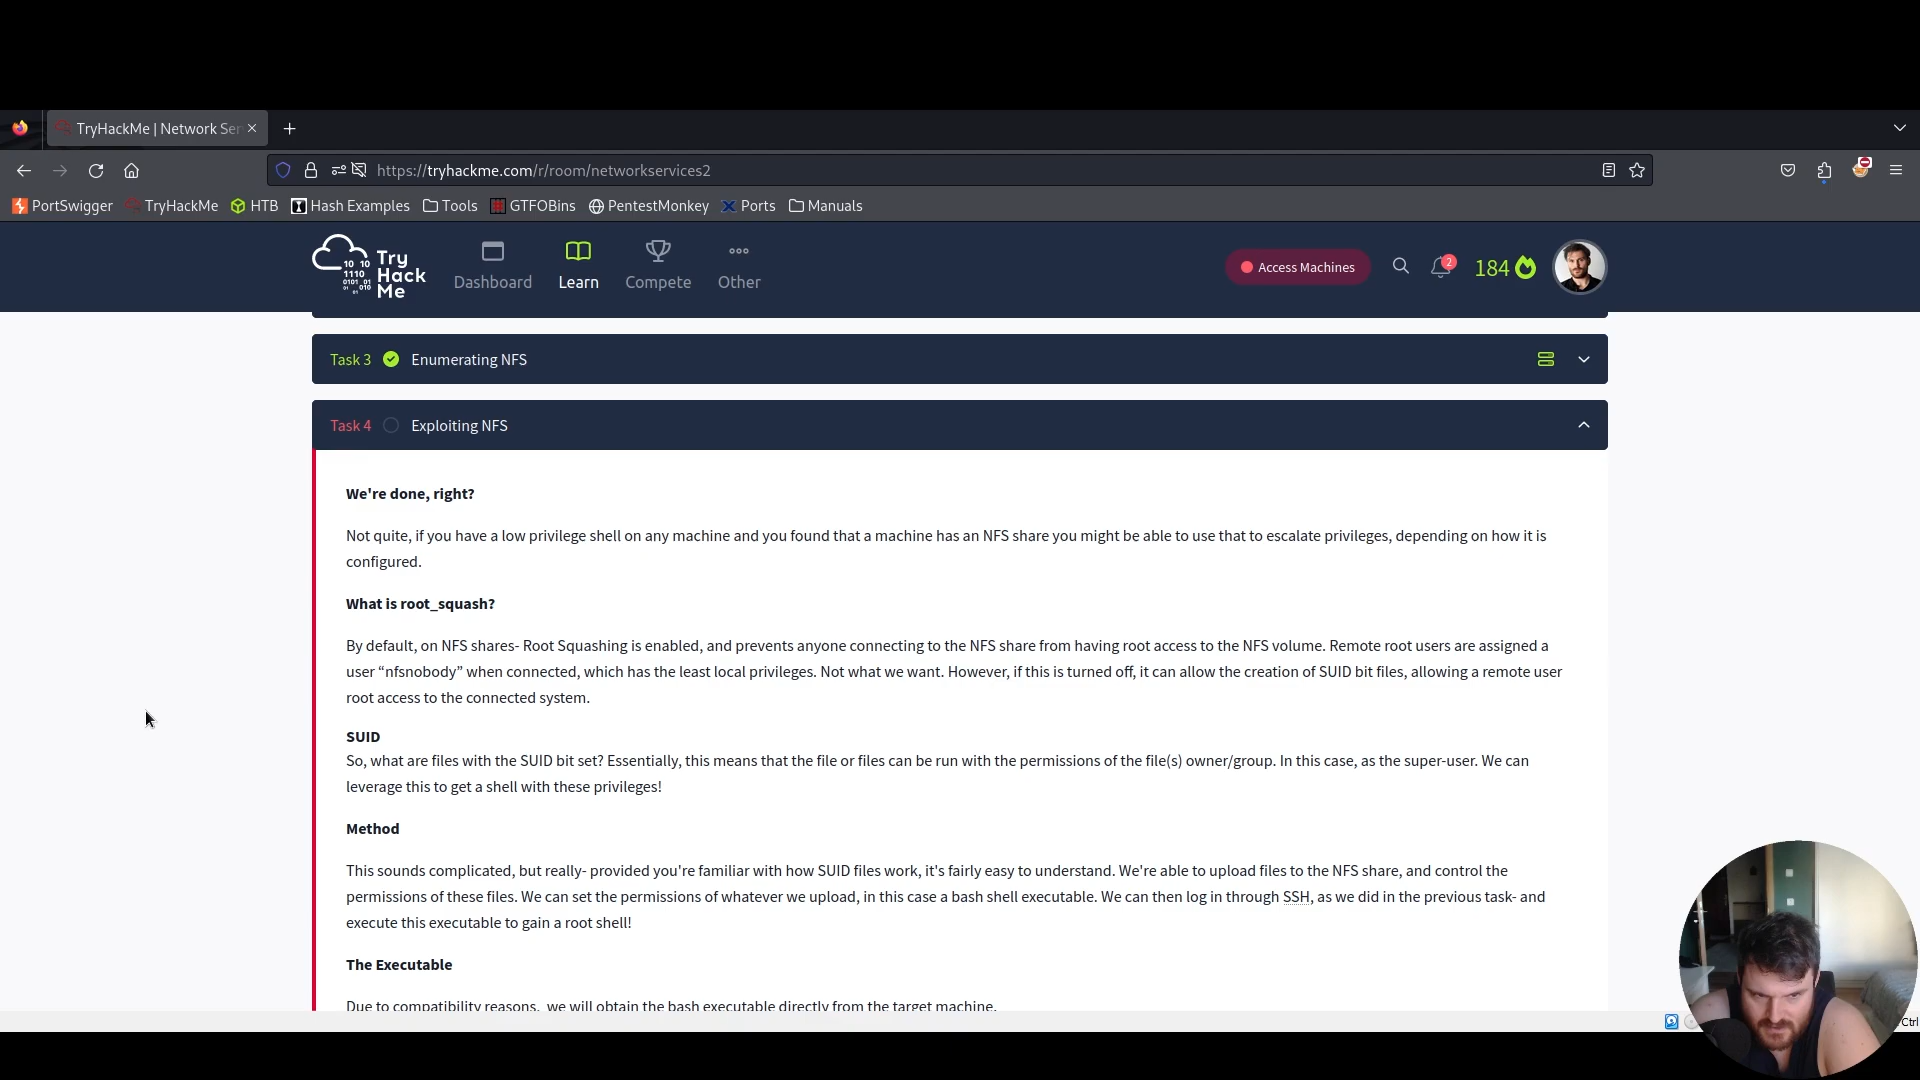 TryHackMe | Network Ser
https://tryhackme.com/r/room/networkservices2
PortSwigger TryHackMe HTB Hash Examples Tools GTFOBins PentestMonkey Ports Manuals
Try
Hack
Me
Dashboard Learn Compete Other
Access Machines 2 184
Task 3 Enumerating NFS
Task 4 Exploiting NFS
We're done, right?
Not quite, if you have a low privilege shell on any machine and you found that a machine has an NFS share you might be able to use that to escalate privileges, depending on how it is
configured.
What is root_squash?
By default, on NFS shares- Root Squashing is enabled, and prevents anyone connecting to the NFS share from having root access to the NFS volume. Remote root users are assigned a
user “nfsnobody” when connected, which has the least local privileges. Not what we want. However, if this is turned off, it can allow the creation of SUID bit files, allowing a remote user
root access to the connected system.
SUID
So, what are files with the SUID bit set? Essentially, this means that the file or files can be run with the permissions of the file(s) owner/group. In this case, as the super-user. We can
leverage this to get a shell with these privileges!
Method
This sounds complicated, but really- provided you're familiar with how SUID files work, it's fairly easy to understand. We're able to upload files to the NFS share, and control the
permissions of these files. We can set the permissions of whatever we upload, in this case a bash shell executable. We can then log in through SSH, as we did in the previous task- and
execute this executable to gain a root shell!
The Executable
Due to compatibility reasons, we will obtain the bash executable directly from the target machine.
Ctrl